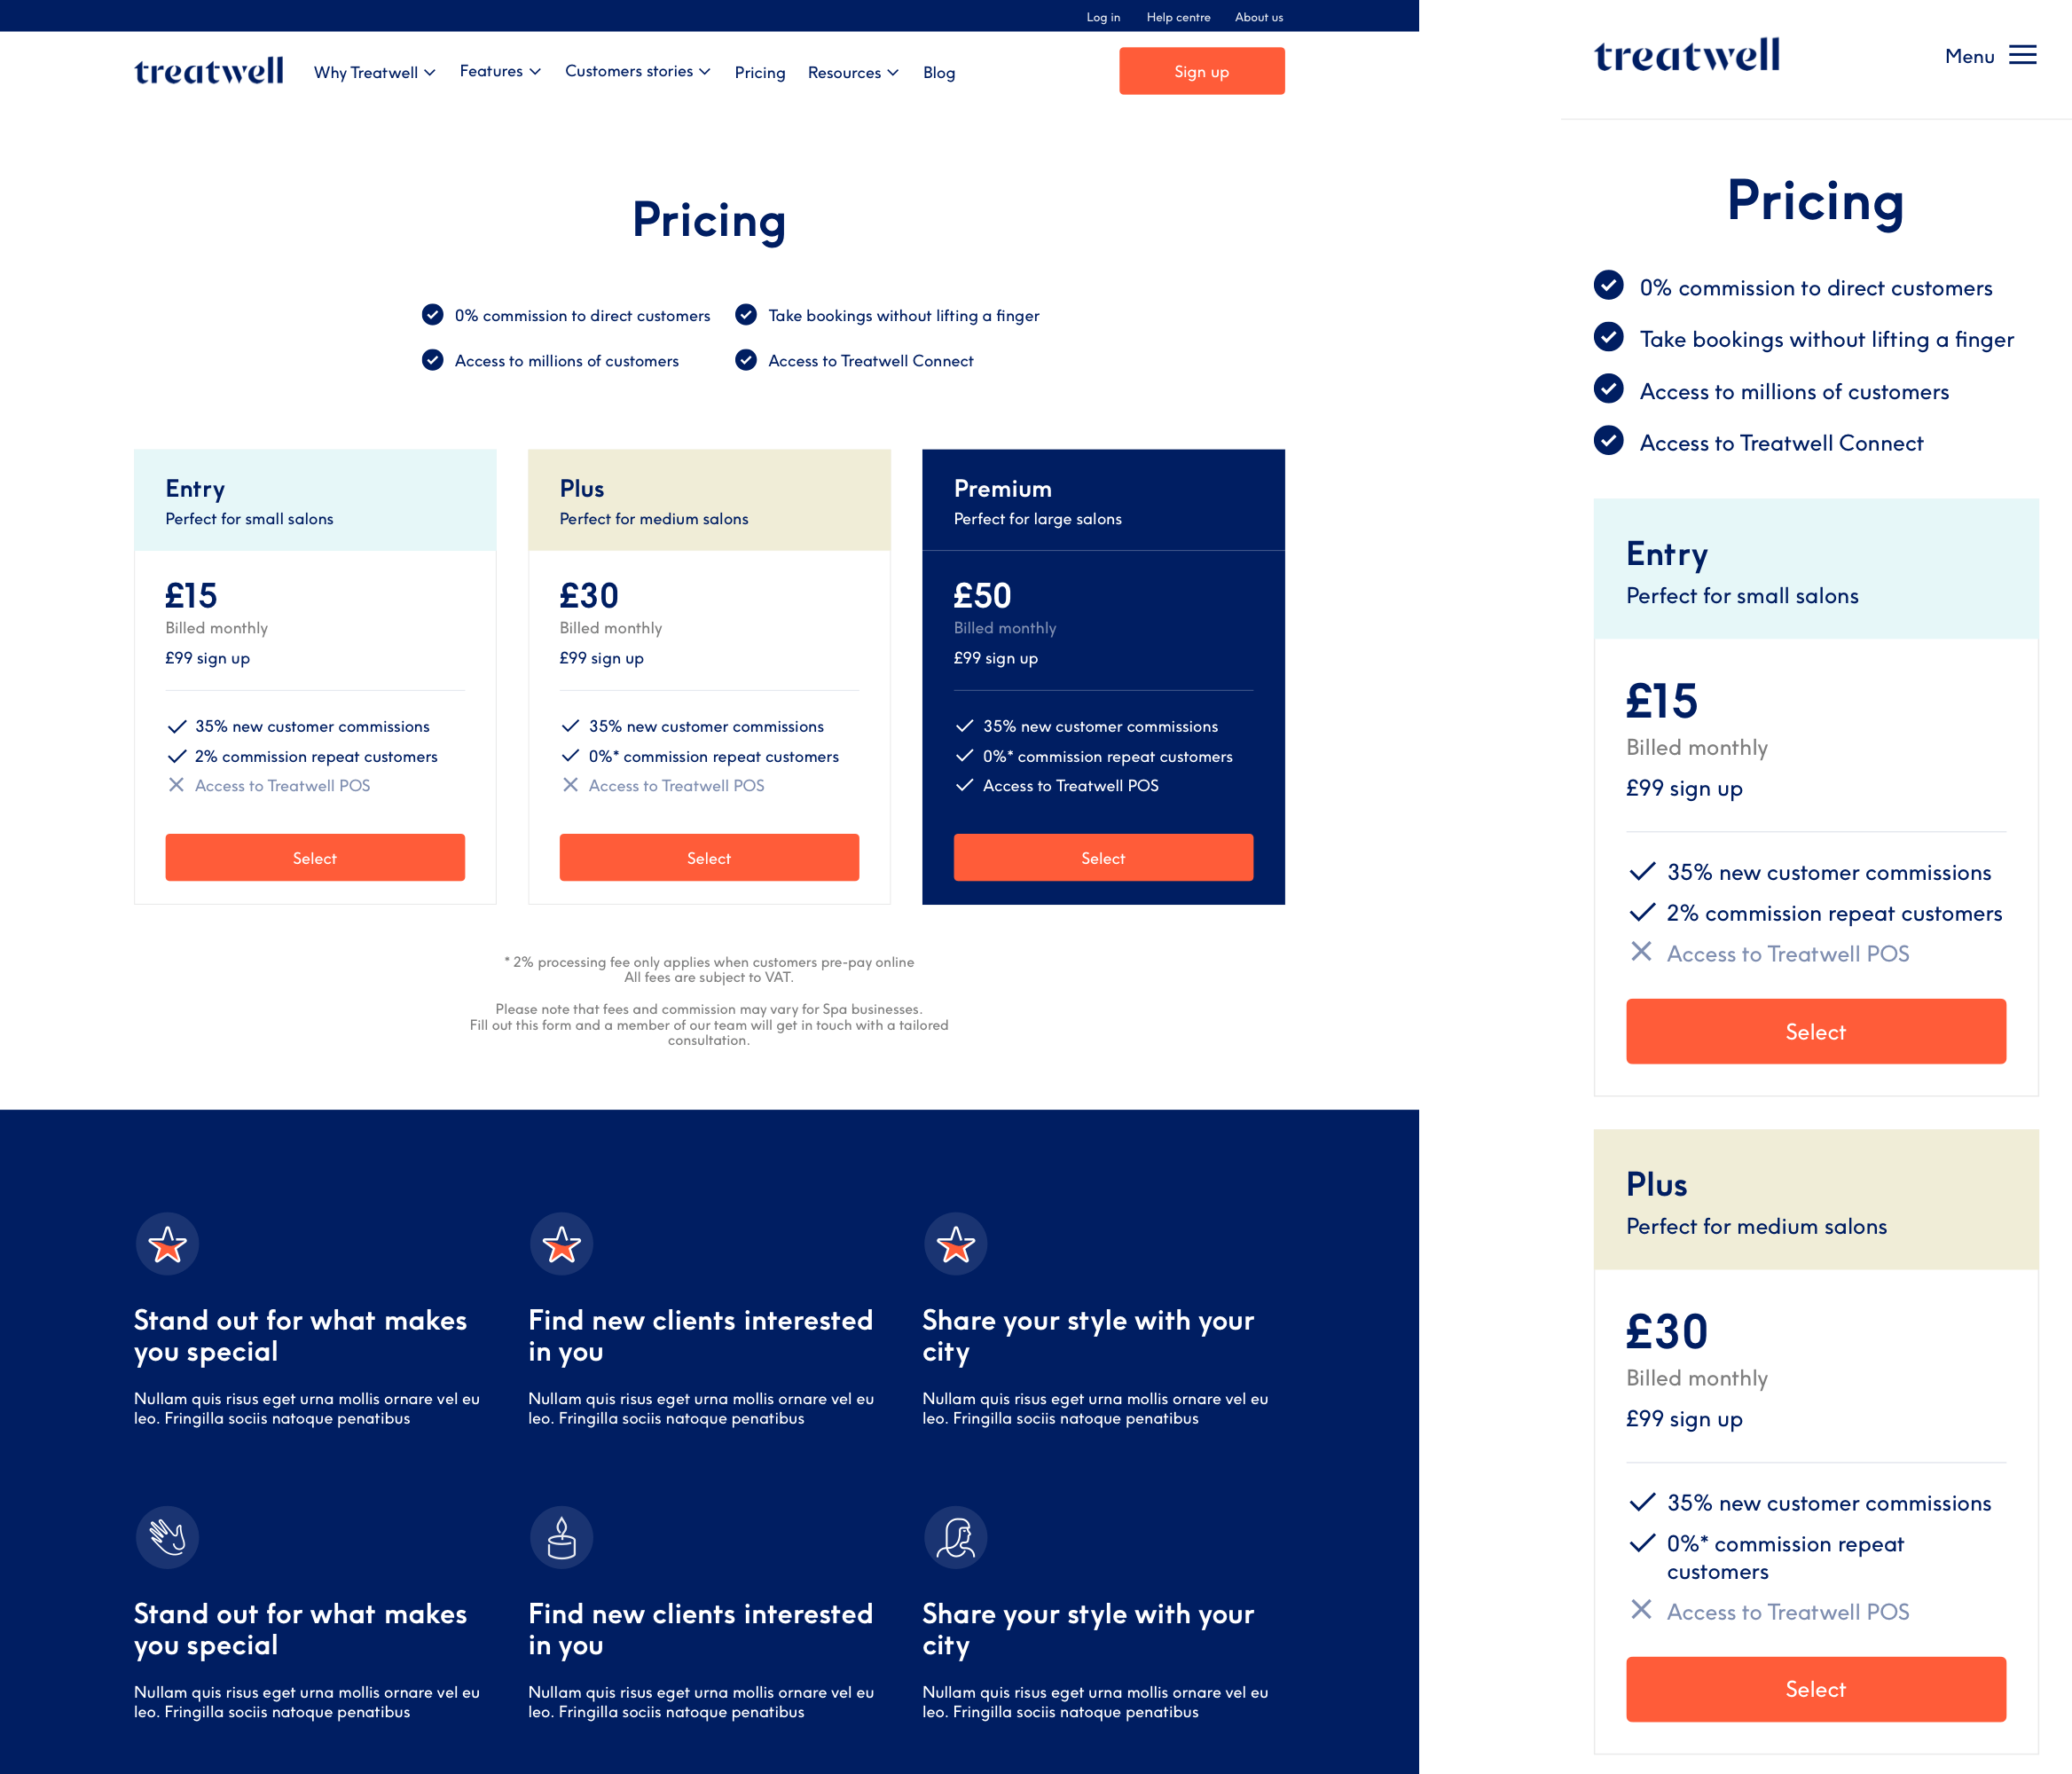 Log in Help centre About us
treatwell Why Treatwell Features Customers stories Pricing Resources Blog Sign up
Pricing
0% commission to direct customers
Take bookings without lifting a finger
Access to millions of customers
Access to Treatwell Connect
Entry
Perfect for small salons
£15
Billed monthly
£99 sign up
35% new customer commissions
2% commission repeat customers
Access to Treatwell POS
Select
Plus
Perfect for medium salons
£30
Billed monthly
£99 sign up
35% new customer commissions
0%* commission repeat customers
Access to Treatwell POS
Select
Premium
Perfect for large salons
£50
Billed monthly
£99 sign up
35% new customer commissions
0%* commission repeat customers
Access to Treatwell POS
Select
* 2% processing fee only applies when customers pre-pay online
All fees are subject to VAT.
Please note that fees and commission may vary for Spa businesses.
Fill out this form and a member of our team will get in touch with a tailored
consultation.
Stand out for what makes
you special
Nullam quis risus eget urna mollis ornare vel eu
leo. Fringilla sociis natoque penatibus
Find new clients interested
in you
Nullam quis risus eget urna mollis ornare vel eu
leo. Fringilla sociis natoque penatibus
Share your style with your
city
Nullam quis risus eget urna mollis ornare vel eu
leo. Fringilla sociis natoque penatibus
Stand out for what makes
you special
Nullam quis risus eget urna mollis ornare vel eu
leo. Fringilla sociis natoque penatibus
Find new clients interested
in you
Nullam quis risus eget urna mollis ornare vel eu
leo. Fringilla sociis natoque penatibus
Share your style with your
city
Nullam quis risus eget urna mollis ornare vel eu
leo. Fringilla sociis natoque penatibus
treatwell Menu
Pricing
0% commission to direct customers
Take bookings without lifting a finger
Access to millions of customers
Access to Treatwell Connect
Entry
Perfect for small salons
£15
Billed monthly
£99 sign up
35% new customer commissions
2% commission repeat customers
Access to Treatwell POS
Select
Plus
Perfect for medium salons
£30
Billed monthly
£99 sign up
35% new customer commissions
0%* commission repeat
customers
Access to Treatwell POS
Select